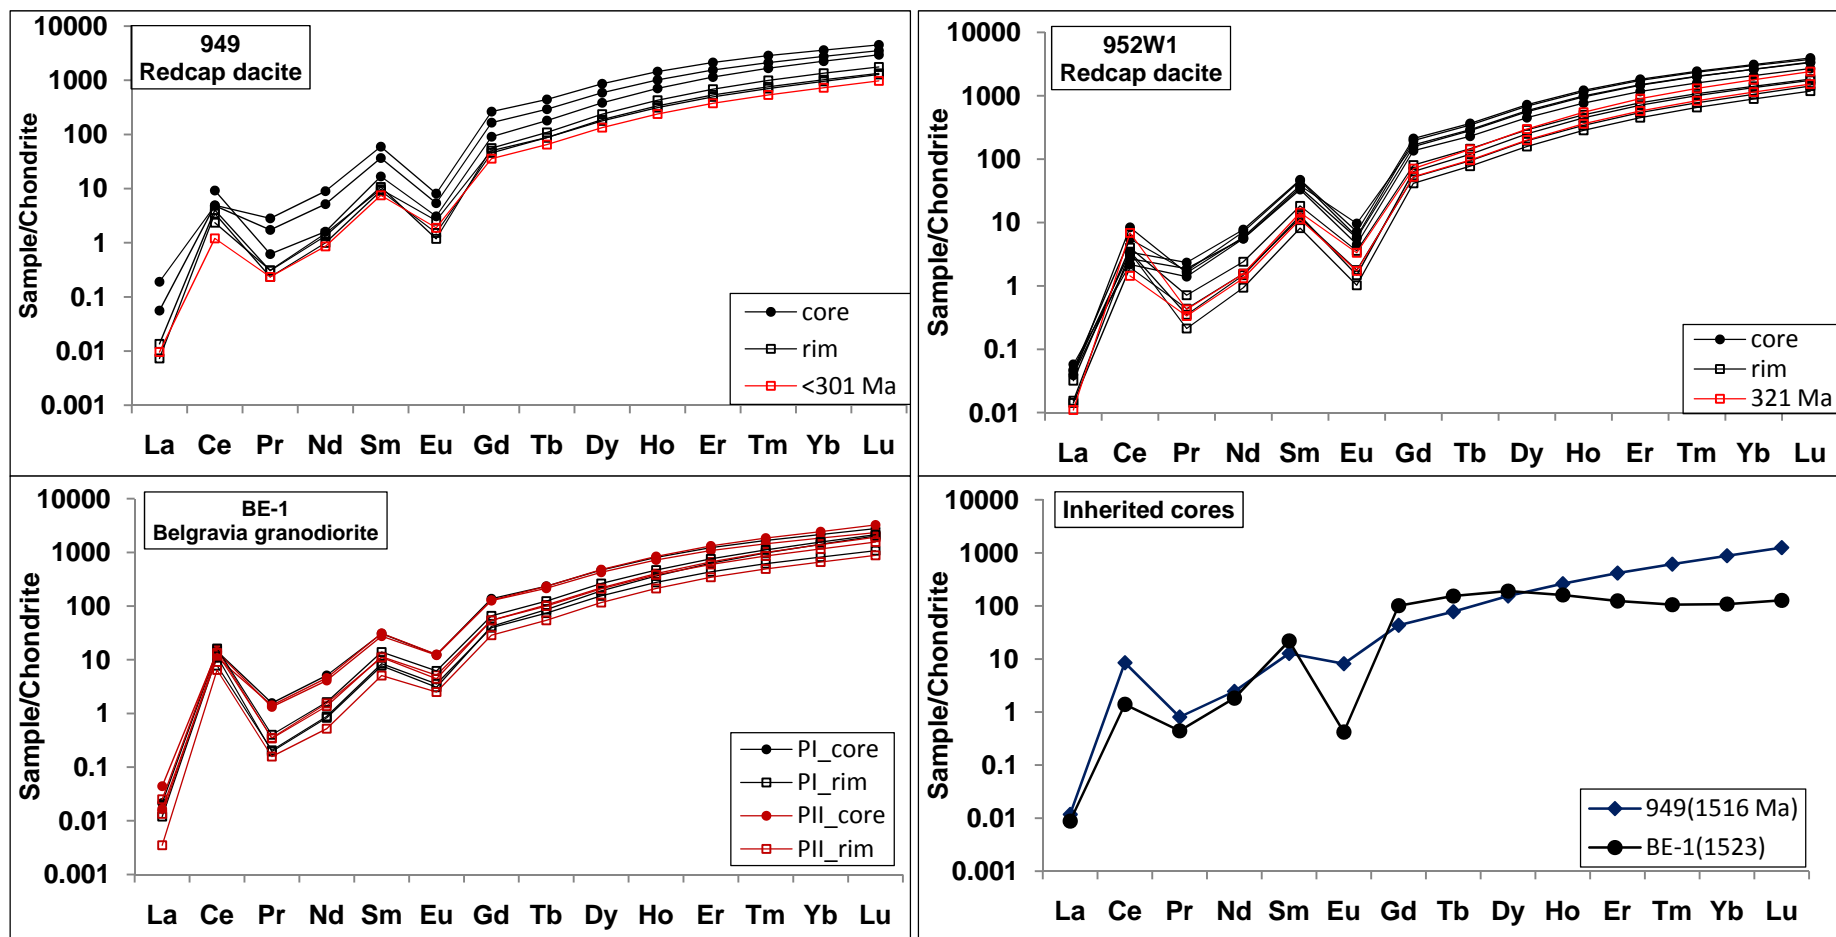 949
Redcap dacite
Sample/Chondrite
10000
1000
100
10
1
0.1
0.01
0.001
La Ce Pr Nd Sm Eu Gd Tb Dy Ho Er Tm Yb Lu
core
rim
<301 Ma
952W1
Redcap dacite
Sample/Chondrite
10000
1000
100
10
1
0.1
0.01
La Ce Pr Nd Sm Eu Gd Tb Dy Ho Er Tm Yb Lu
core
rim
321 Ma
BE-1
Belgravia granodiorite
Sample/Chondrite
10000
1000
100
10
1
0.1
0.01
0.001
La Ce Pr Nd Sm Eu Gd Tb Dy Ho Er Tm Yb Lu
PI_core
PI_rim
PII_core
PII_rim
Inherited cores
Sample/Chondrite
10000
1000
100
10
1
0.1
0.01
0.001
La Ce Pr Nd Sm Eu Gd Tb Dy Ho Er Tm Yb Lu
949(1516 Ma)
BE-1(1523)